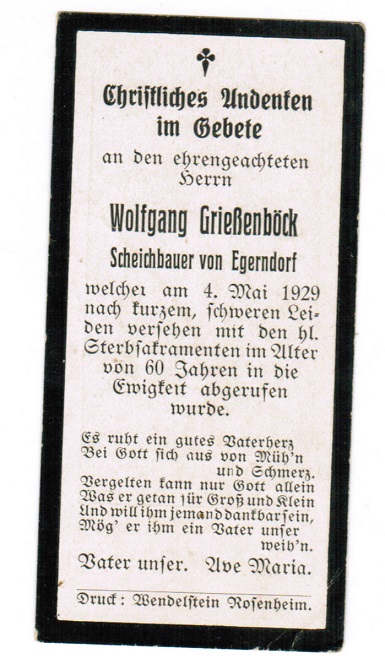 Christliches Andenken
im Gebete
an den ehrengeachteten
Herrn
Wolfgang Grießenböck
Scheichbauer von Egerndorf
welcher am 4. Mai 1929
nach kurzem, schweren Lei-
den versehen mit den hl.
Sterbsakramenten im Alter
von 60 Jahren in die
Ewigkeit abgerufen
wurde.
Es ruht ein gutes Vaterherz
Bei Gott sich aus von Müh'n
und Schmerz.
Vergelten kann nur Gott allein
Was er getan für Groß und Klein
Und will ihm jemand dankbar sein,
Mög' er ihm ein Vater unser
weih'n.
Vater unser. Ave Maria.
Druck: Wendelstein Rosenheim.